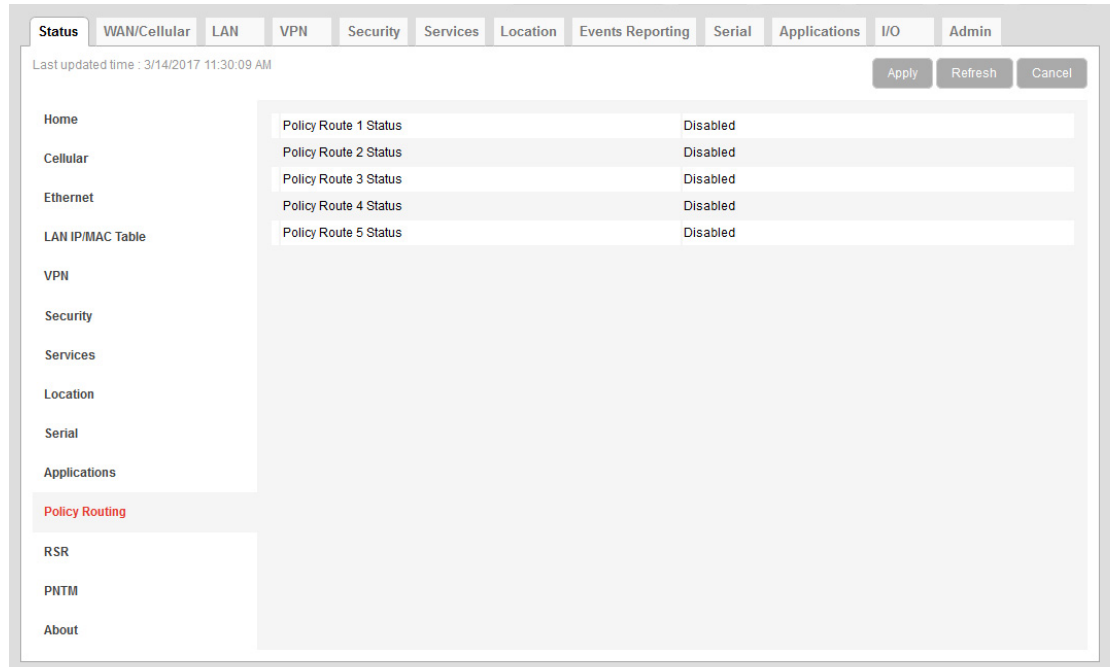 Status WAN/Cellular LAN VPN Security Services Location Events Reporting Serial Applications I/O Admin
Last updated time : 3/14/2017 11:30:09 AM
Apply Refresh Cancel
Home
Cellular
Ethernet
LAN IP/MAC Table
VPN
Security
Services
Location
Serial
Applications
Policy Routing
RSR
PNTM
About
Policy Route 1 Status Disabled
Policy Route 2 Status Disabled
Policy Route 3 Status Disabled
Policy Route 4 Status Disabled
Policy Route 5 Status Disabled